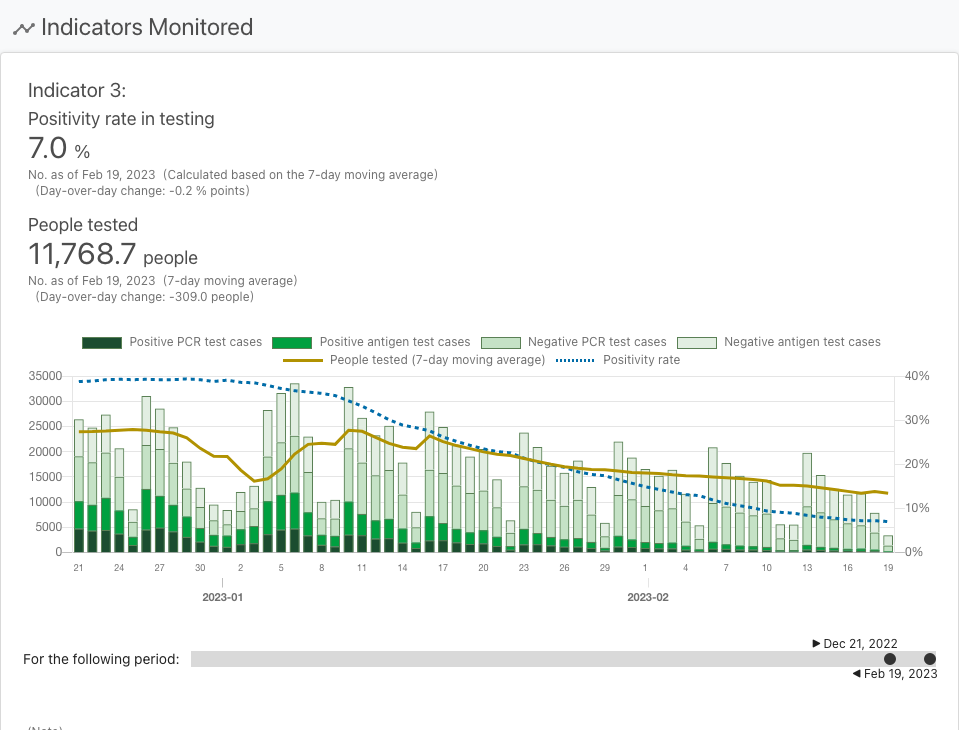 Indicators Monitored
Indicator 3:
Positivity rate in testing
7.0 %
No. as of Feb 19, 2023 (Calculated based on the 7-day moving average)
(Day-over-day change: -0.2 % points)
People tested
11,768.7 people
No. as of Feb 19, 2023 (7-day moving average)
(Day-over-day change: -309.0 people)
Positive PCR test cases Positive antigen test cases Negative PCR test cases Negative antigen test cases
People tested (7-day moving average) Positivity rate
35000 40%
30000
25000 30%
20000
15000 20%
10000 10%
5000
0 0%
21 24 27 30 2 5 8 11 14 17 20 23 26 29 1 4 7 10 13 16 19
2023-01 2023-02
▶ Dec 21, 2022
For the following period:
◀ Feb 19, 2023
(Note)